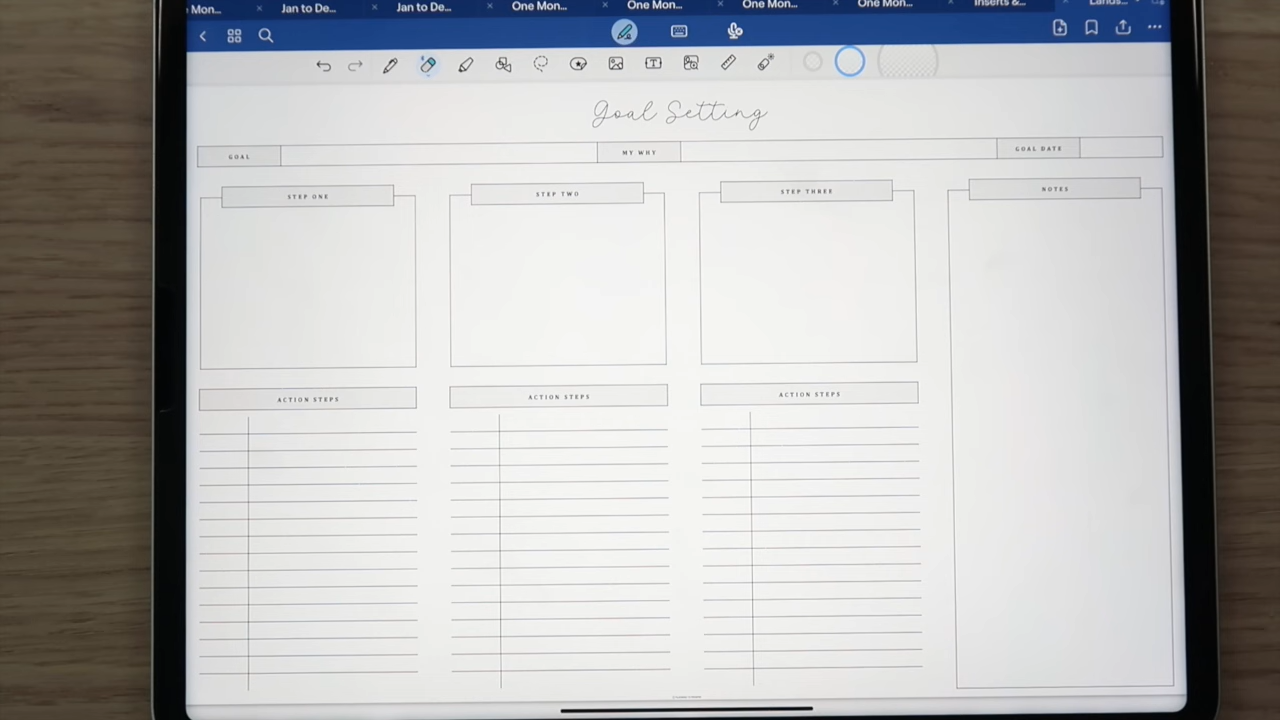 Mon... Jan to De... Jan to De... One Mon... One Mon... One Mon... One Mon... Inserts &... Lands...
Goal Setting
GOAL MY WHY GOAL DATE
STEP ONE STEP TWO STEP THREE NOTES
ACTION STEPS ACTION STEPS ACTION STEPS